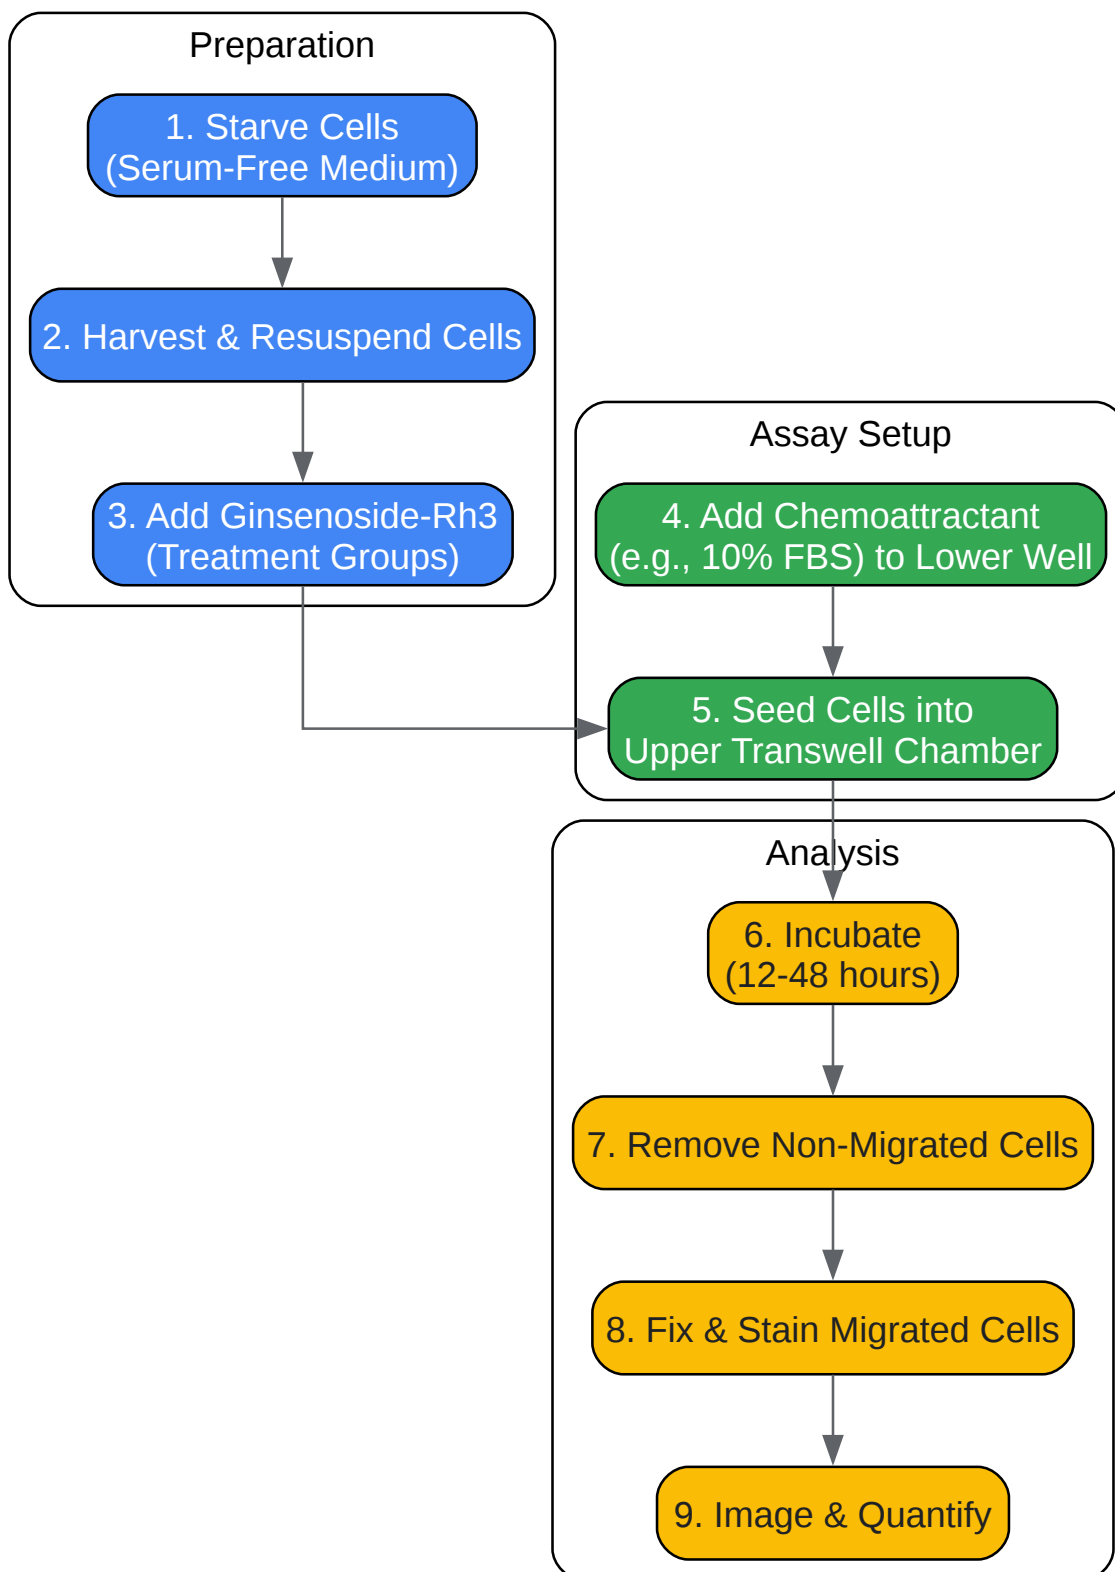 Preparation
1. Starve Cells
(Serum-Free Medium)
2. Harvest & Resuspend Cells
3. Add Ginsenoside-Rh3
(Treatment Groups)
Assay Setup
4. Add Chemoattractant
(e.g., 10% FBS) to Lower Well
5. Seed Cells into
Upper Transwell Chamber
Analysis
6. Incubate
(12-48 hours)
7. Remove Non-Migrated Cells
8. Fix & Stain Migrated Cells
9. Image & Quantify